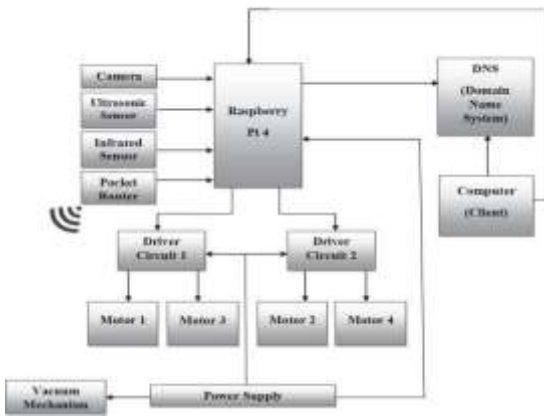 Camera
Ultrasonic
Sensor
Infrared
Sensor
Pocket
Router
Raspberry
Pi 4
DNS
(Domain
Name
System)
Computer
(Client)
Driver
Circuit 1
Driver
Circuit 2
Motor 1
Motor 3
Motor 2
Motor 4
Vacuum
Mechanism
Power Supply